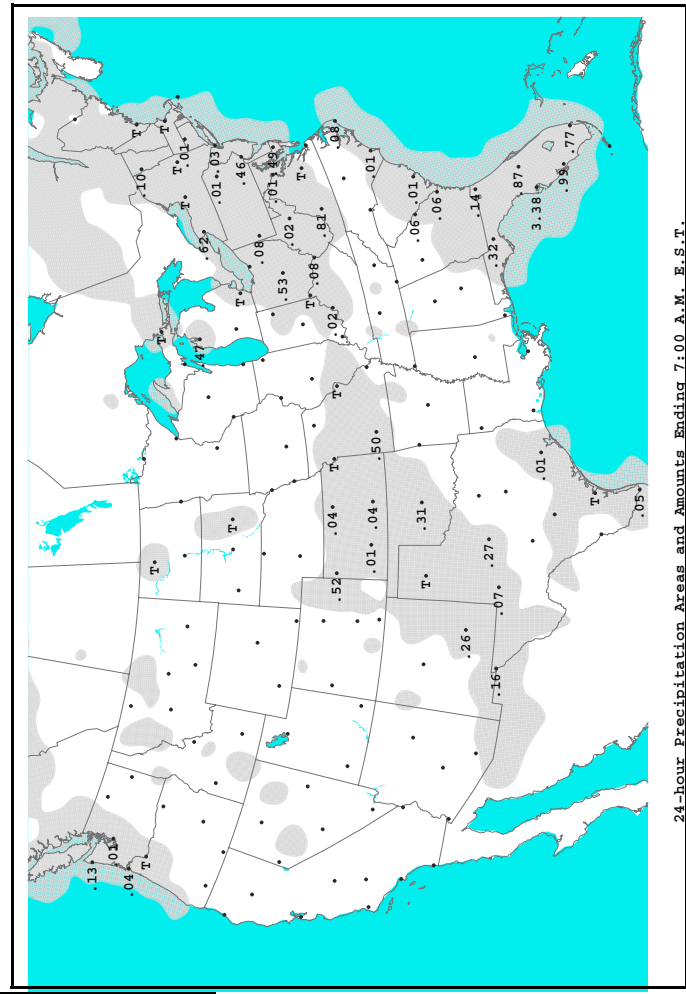 .13
.01
.04
T
T
.10
T
T
T
T
.01
T
.47
.62
.03
.01
T
.46
T
.08
.49
.01
.53
.02
T
T
.08
.81
.02
.04
T
.08
.52
T
.01
.01
.04
.50
.01
.06
.31
T
.06
.26
.14
.27
.32
.16
.07
.87
3.38
.01
.99
.77
T
.05
24-hour Precipitation Areas and Amounts Ending 7:00 A.M. E.S.T.